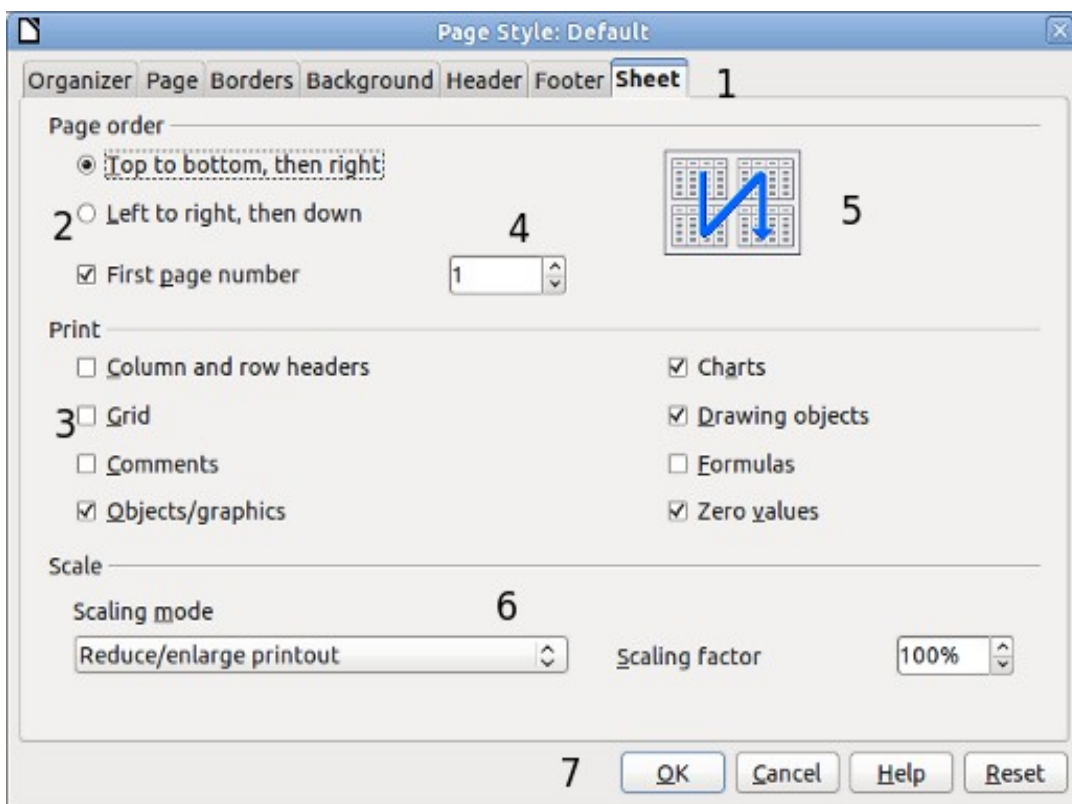 Page Style: Default
Organizer Page Borders Background Header Footer Sheet 1
Page order
Top to bottom, then right
2 Left to right, then down 4 5
First page number 1
Print
Column and row headers Charts
3 Grid Drawing objects
Comments Formulas
Objects/graphics Zero values
Scale
Scaling mode 6
Reduce/enlarge printout Scaling factor 100%
7 OK Cancel Help Reset